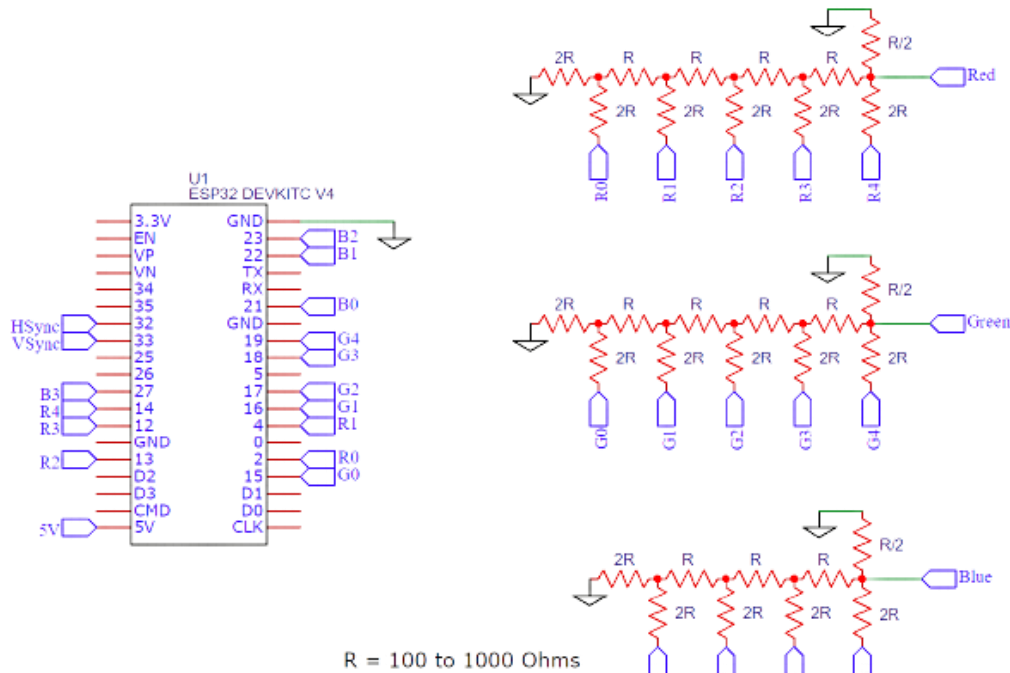 U1
ESP32 DEVKITC V4
3.3V GND
EN 23 B2
VP 22 B1
VN TX
34 RX
35 21 B0
HSync 32 GND
VSync 33 19 G4
25 18 G3
26 5
B3 27 17 G2
R4 14 16 G1
R3 12 4 R1
GND 0
R2 13 2 R0
D2 15 G0
D3 D1
CMD D0
5V 5V CLK
R/2
2R R R R R Red
2R 2R 2R 2R 2R
R0 R1 R2 R3 R4
R/2
2R R R R R Green
2R 2R 2R 2R 2R
G0 G1 G2 G3 G4
R/2
2R R R R Blue
2R 2R 2R 2R
R = 100 to 1000 Ohms